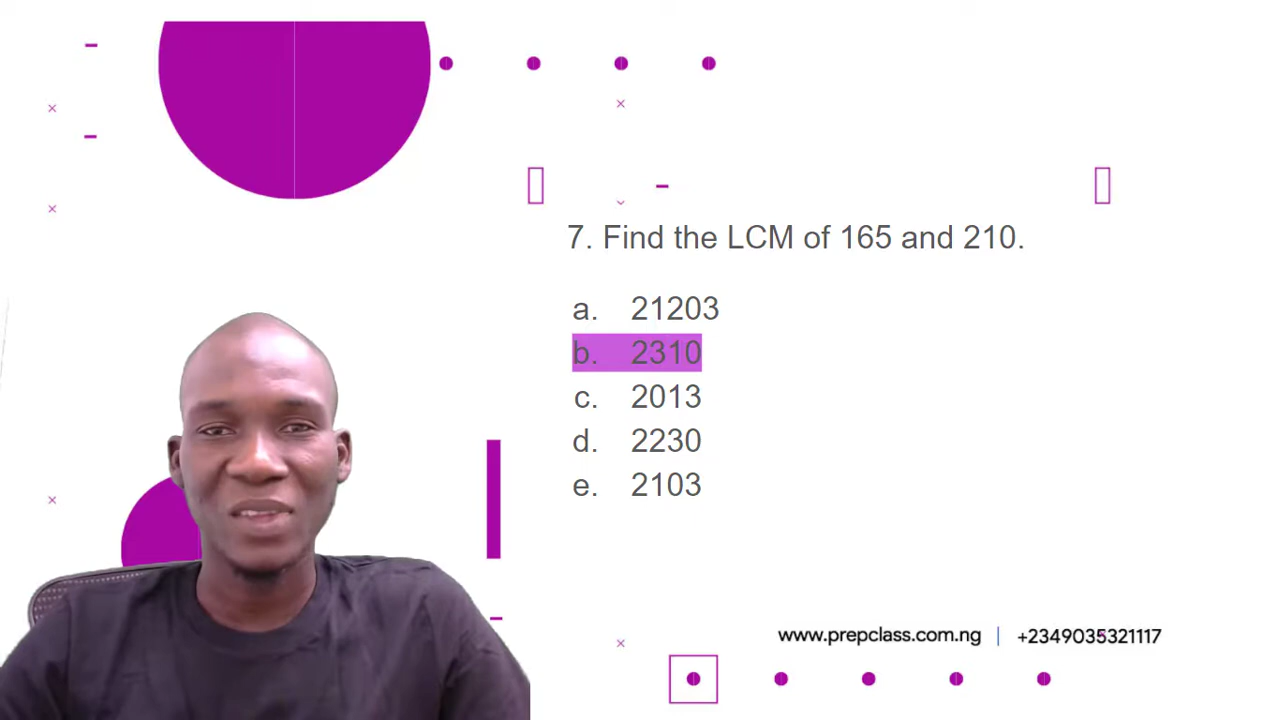 7. Find the LCM of 165 and 210.
a. 21203
b. 2310
c. 2013
d. 2230
e. 2103
www.prepclass.com.ng | +2349035321117